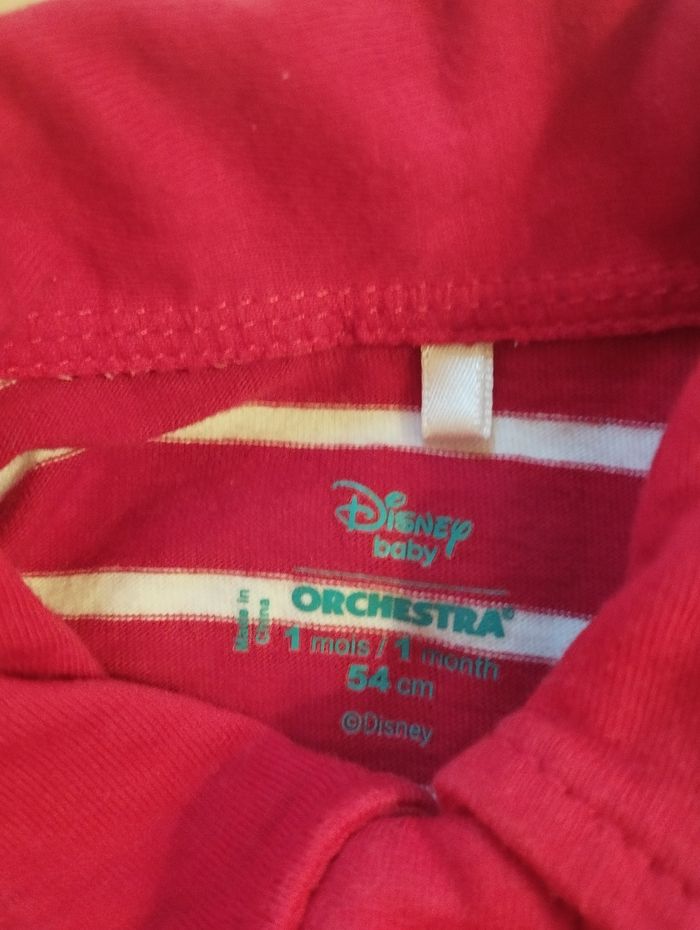 Disney
baby
ORCHESTRA®
Made in
China
1 mois / 1 month
54 cm
©Disney